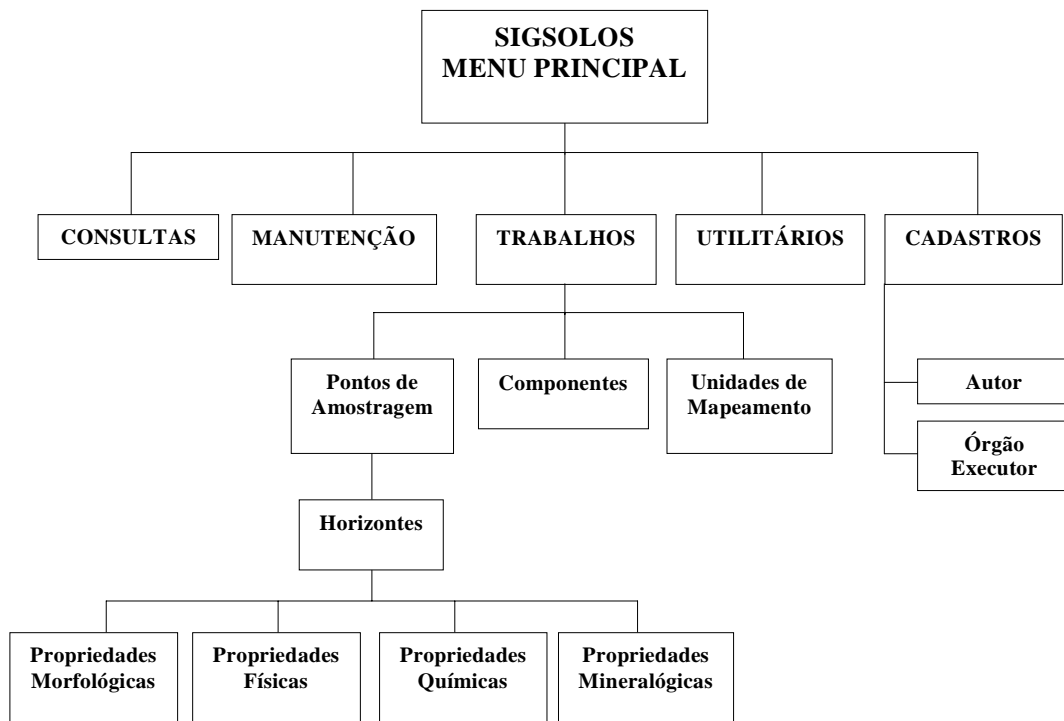 SIGSOLOS
MENU PRINCIPAL
CONSULTAS
MANUTENÇÃO
TRABALHOS
UTILITÁRIOS
CADASTROS
Pontos de
Amostragem
Componentes
Unidades de
Mapeamento
Autor
Órgão
Executor
Horizontes
Propriedades
Morfológicas
Propriedades
Físicas
Propriedades
Químicas
Propriedades
Mineralógicas